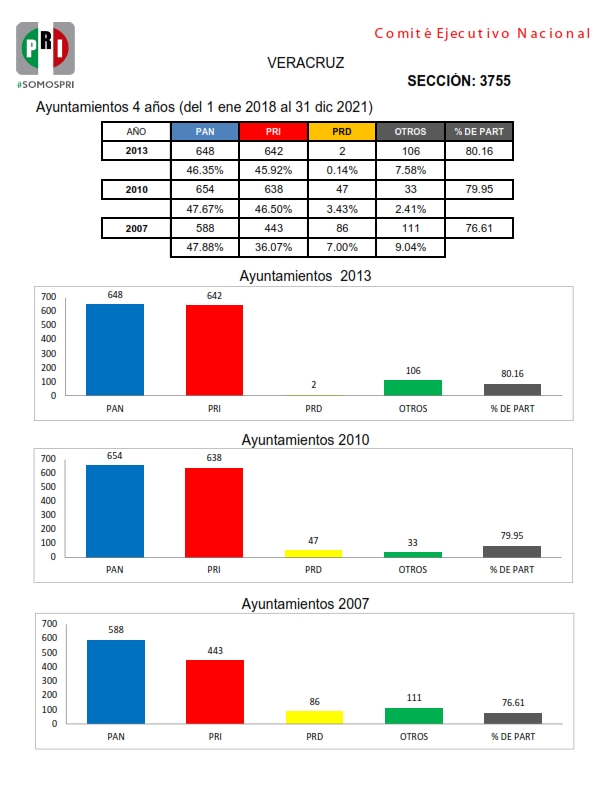 PRI
#SOMOSPRI
Comité Ejecutivo Nacional
VERACRUZ
SECCIÓN: 3755
Ayuntamientos 4 años (del 1 ene 2018 al 31 dic 2021)
AÑO PAN PRI PRD OTROS % DE PART
2013 648 642 2 106 80.16
46.35% 45.92% 0.14% 7.58%
2010 654 638 47 33 79.95
47.67% 46.50% 3.43% 2.41%
2007 588 443 86 111 76.61
47.88% 36.07% 7.00% 9.04%
Ayuntamientos 2013
700
600
500
400
300
200
100
0
648 642 2 106 80.16
PAN PRI PRD OTROS % DE PART
Ayuntamientos 2010
700
600
500
400
300
200
100
0
654 638 47 33 79.95
PAN PRI PRD OTROS % DE PART
Ayuntamientos 2007
700
600
500
400
300
200
100
0
588 443 86 111 76.61
PAN PRI PRD OTROS % DE PART